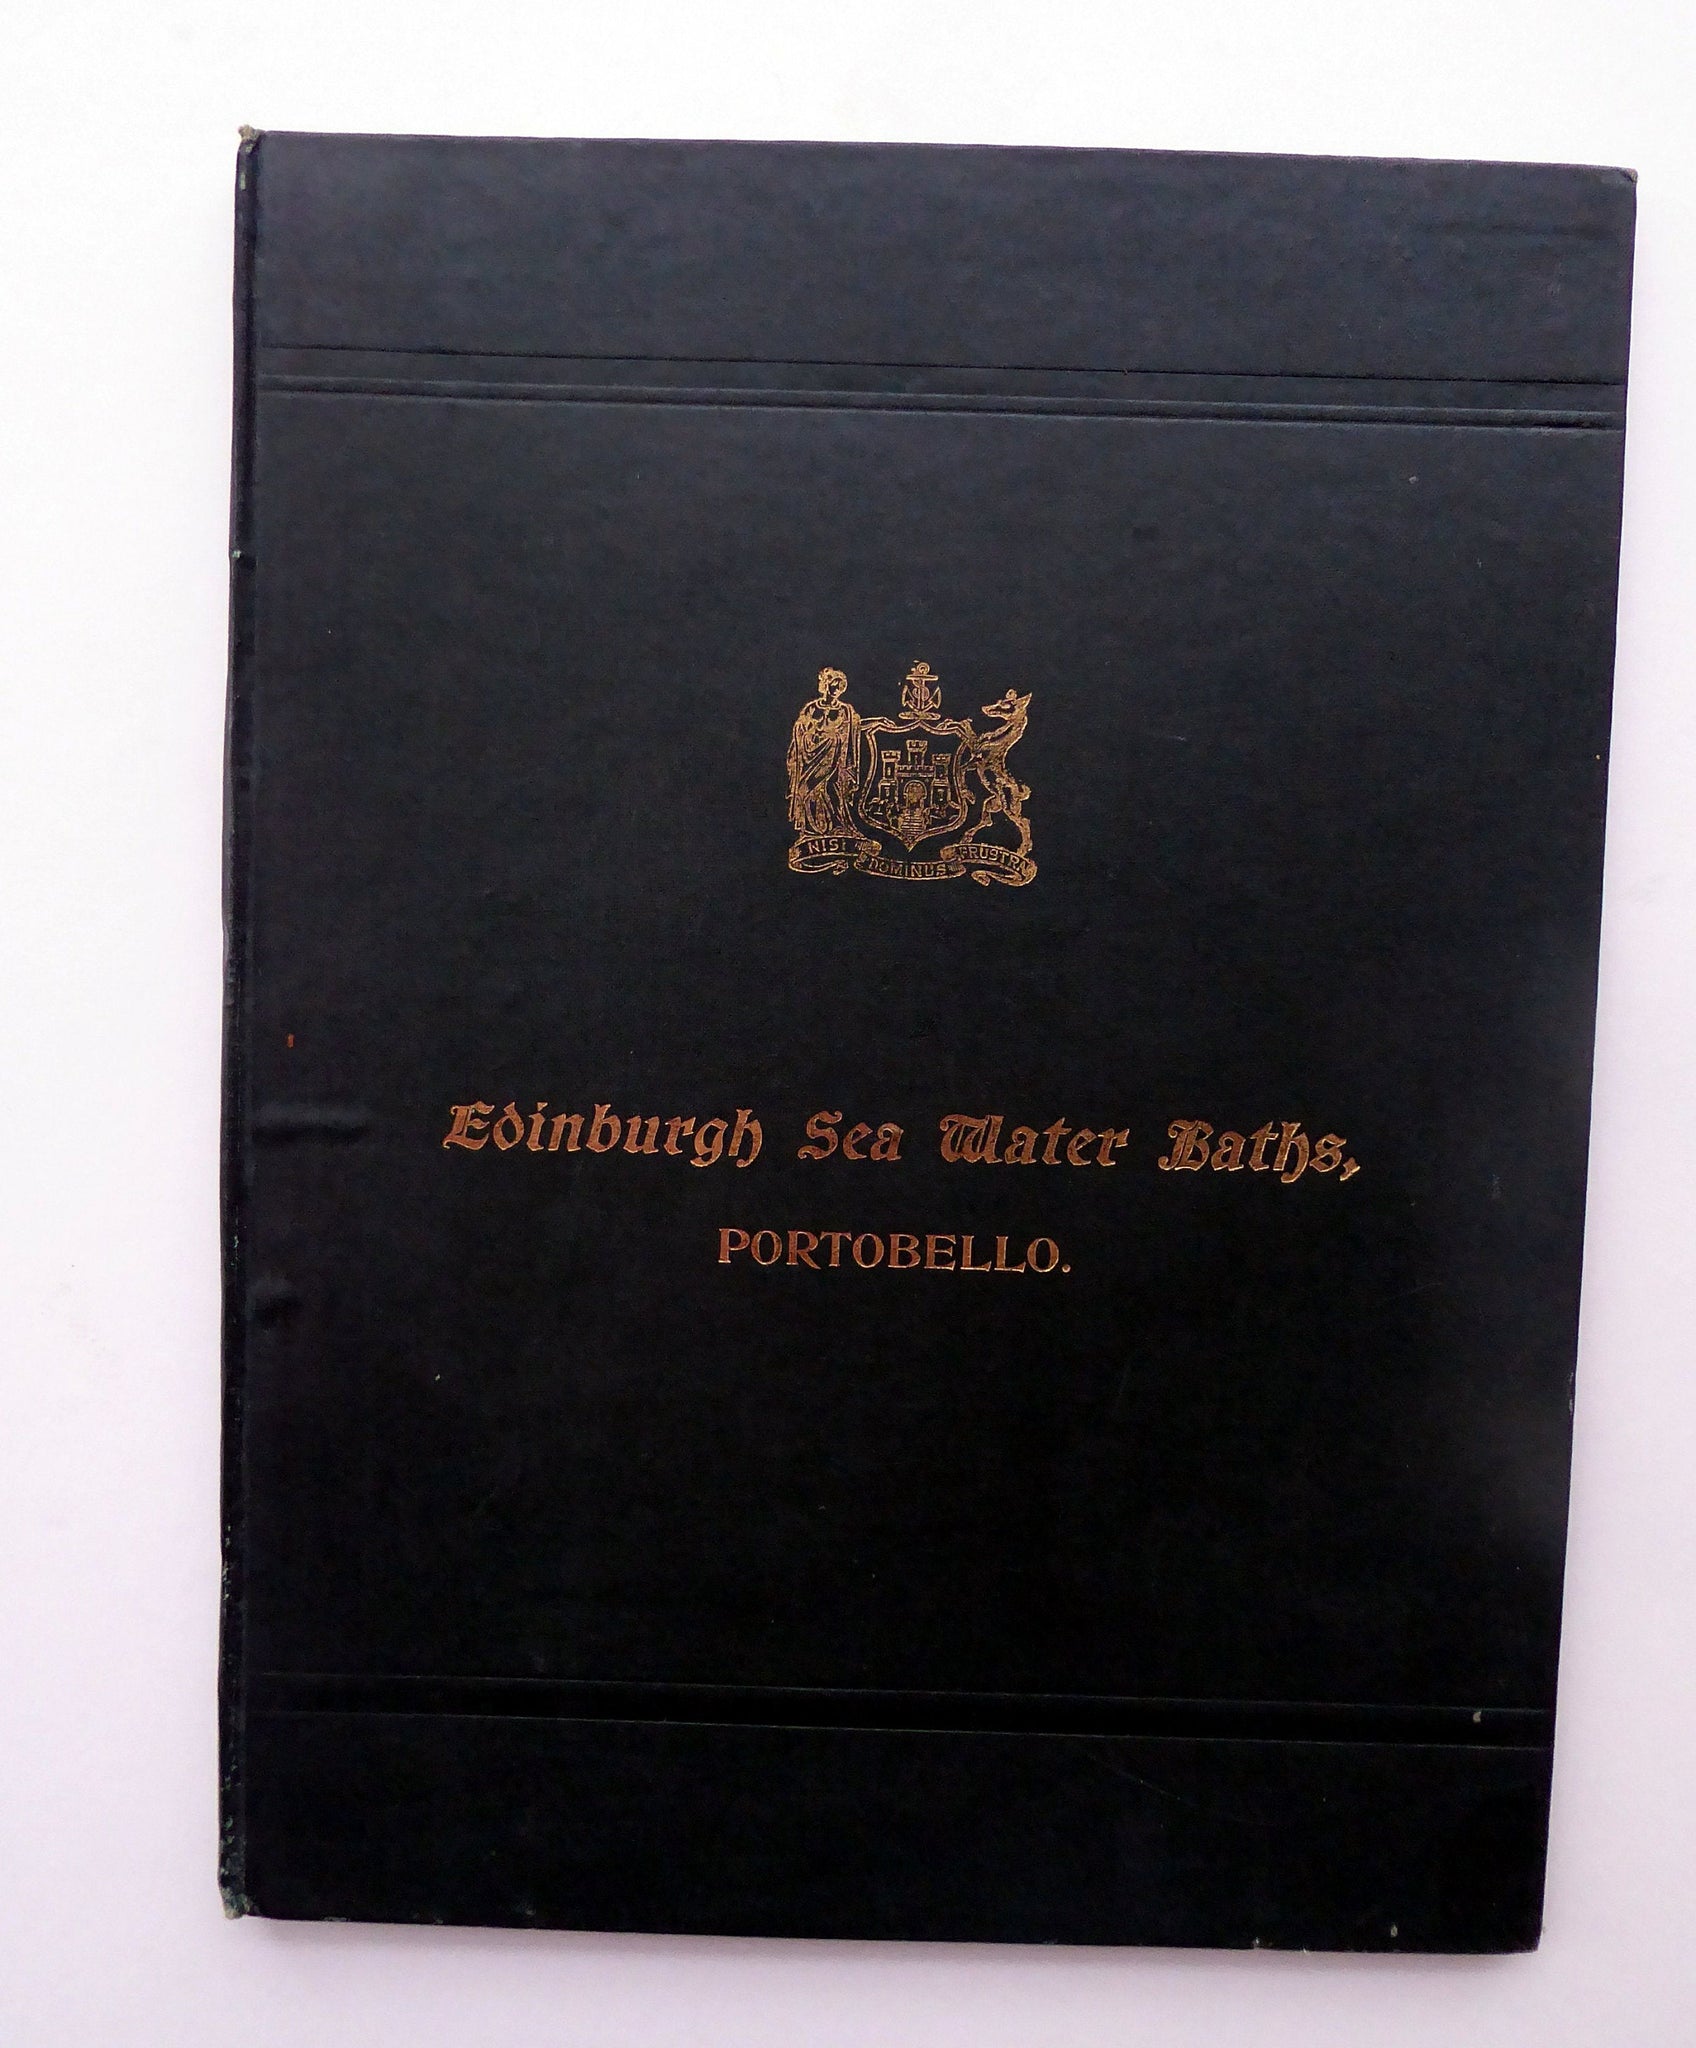 NISI DOMINUS FRUSTRA
Edinburgh Sea Water Baths,
PORTOBELLO.